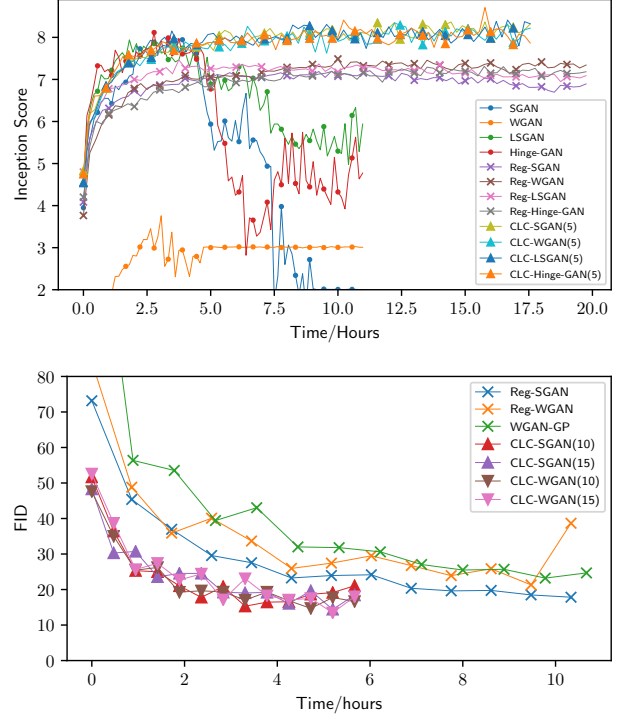 8
7
6
5
4
3
2
Inception Score
0.0 2.5 5.0 7.5 10.0 12.5 15.0 17.5 20.0
Time/Hours
SGAN
WGAN
LSGAN
Hinge-GAN
Reg-SGAN
Reg-WGAN
Reg-LSGAN
Reg-Hinge-GAN
CLC-SGAN(5)
CLC-WGAN(5)
CLC-LSGAN(5)
CLC-Hinge-GAN(5)
80
70
60
50
40
30
20
10
0
FID
0 2 4 6 8 10
Time/hours
Reg-SGAN
Reg-WGAN
WGAN-GP
CLC-SGAN(10)
CLC-SGAN(15)
CLC-WGAN(10)
CLC-WGAN(15)